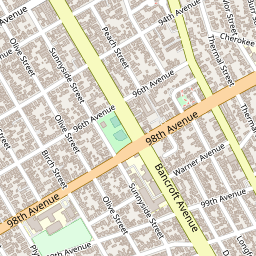 94th Avenue
Cherokee
Peach Street
Olive Street
Sunnyside Street
Thermal Street
96th Avenue
96th Avenue
98th Avenue
Olive Street
Birch Street
Warner Avenue
Bancroft Avenue
98th Avenue
99th Avenue
Olive Street
Sunnyside Street